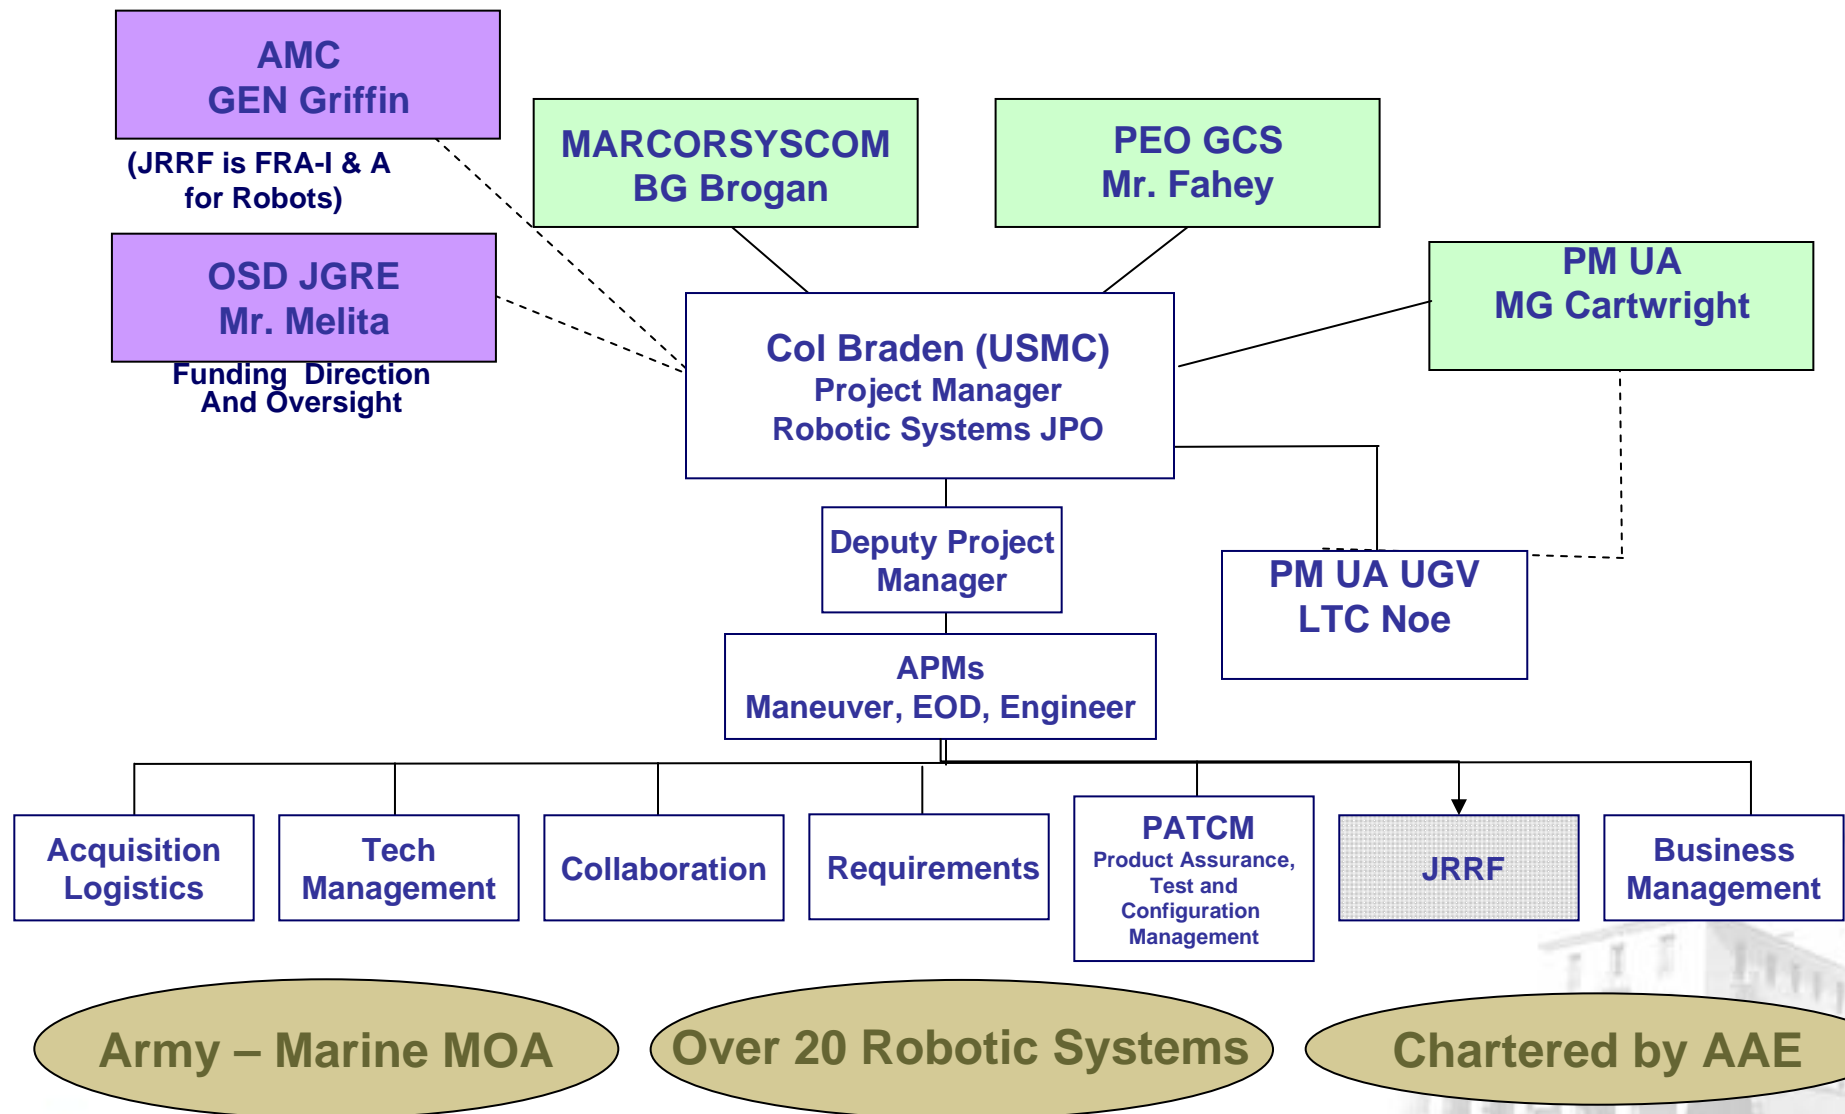 AMC
GEN Griffin
(JRRF is FRA-I & A
for Robots)
MARCORSYSCOM
BG Brogan
PEO GCS
Mr. Fahey
OSD JGRE
Mr. Melita
Funding Direction
And Oversight
PM UA
MG Cartwright
Col Braden (USMC)
Project Manager
Robotic Systems JPO
Deputy Project
Manager
PM UA UGV
LTC Noe
APMs
Maneuver, EOD, Engineer
Acquisition
Logistics
Tech
Management
Collaboration
Requirements
PATCM
Product Assurance,
Test and
Configuration
Management
JRRF
Business
Management
Army – Marine MOA
Over 20 Robotic Systems
Chartered by AAE